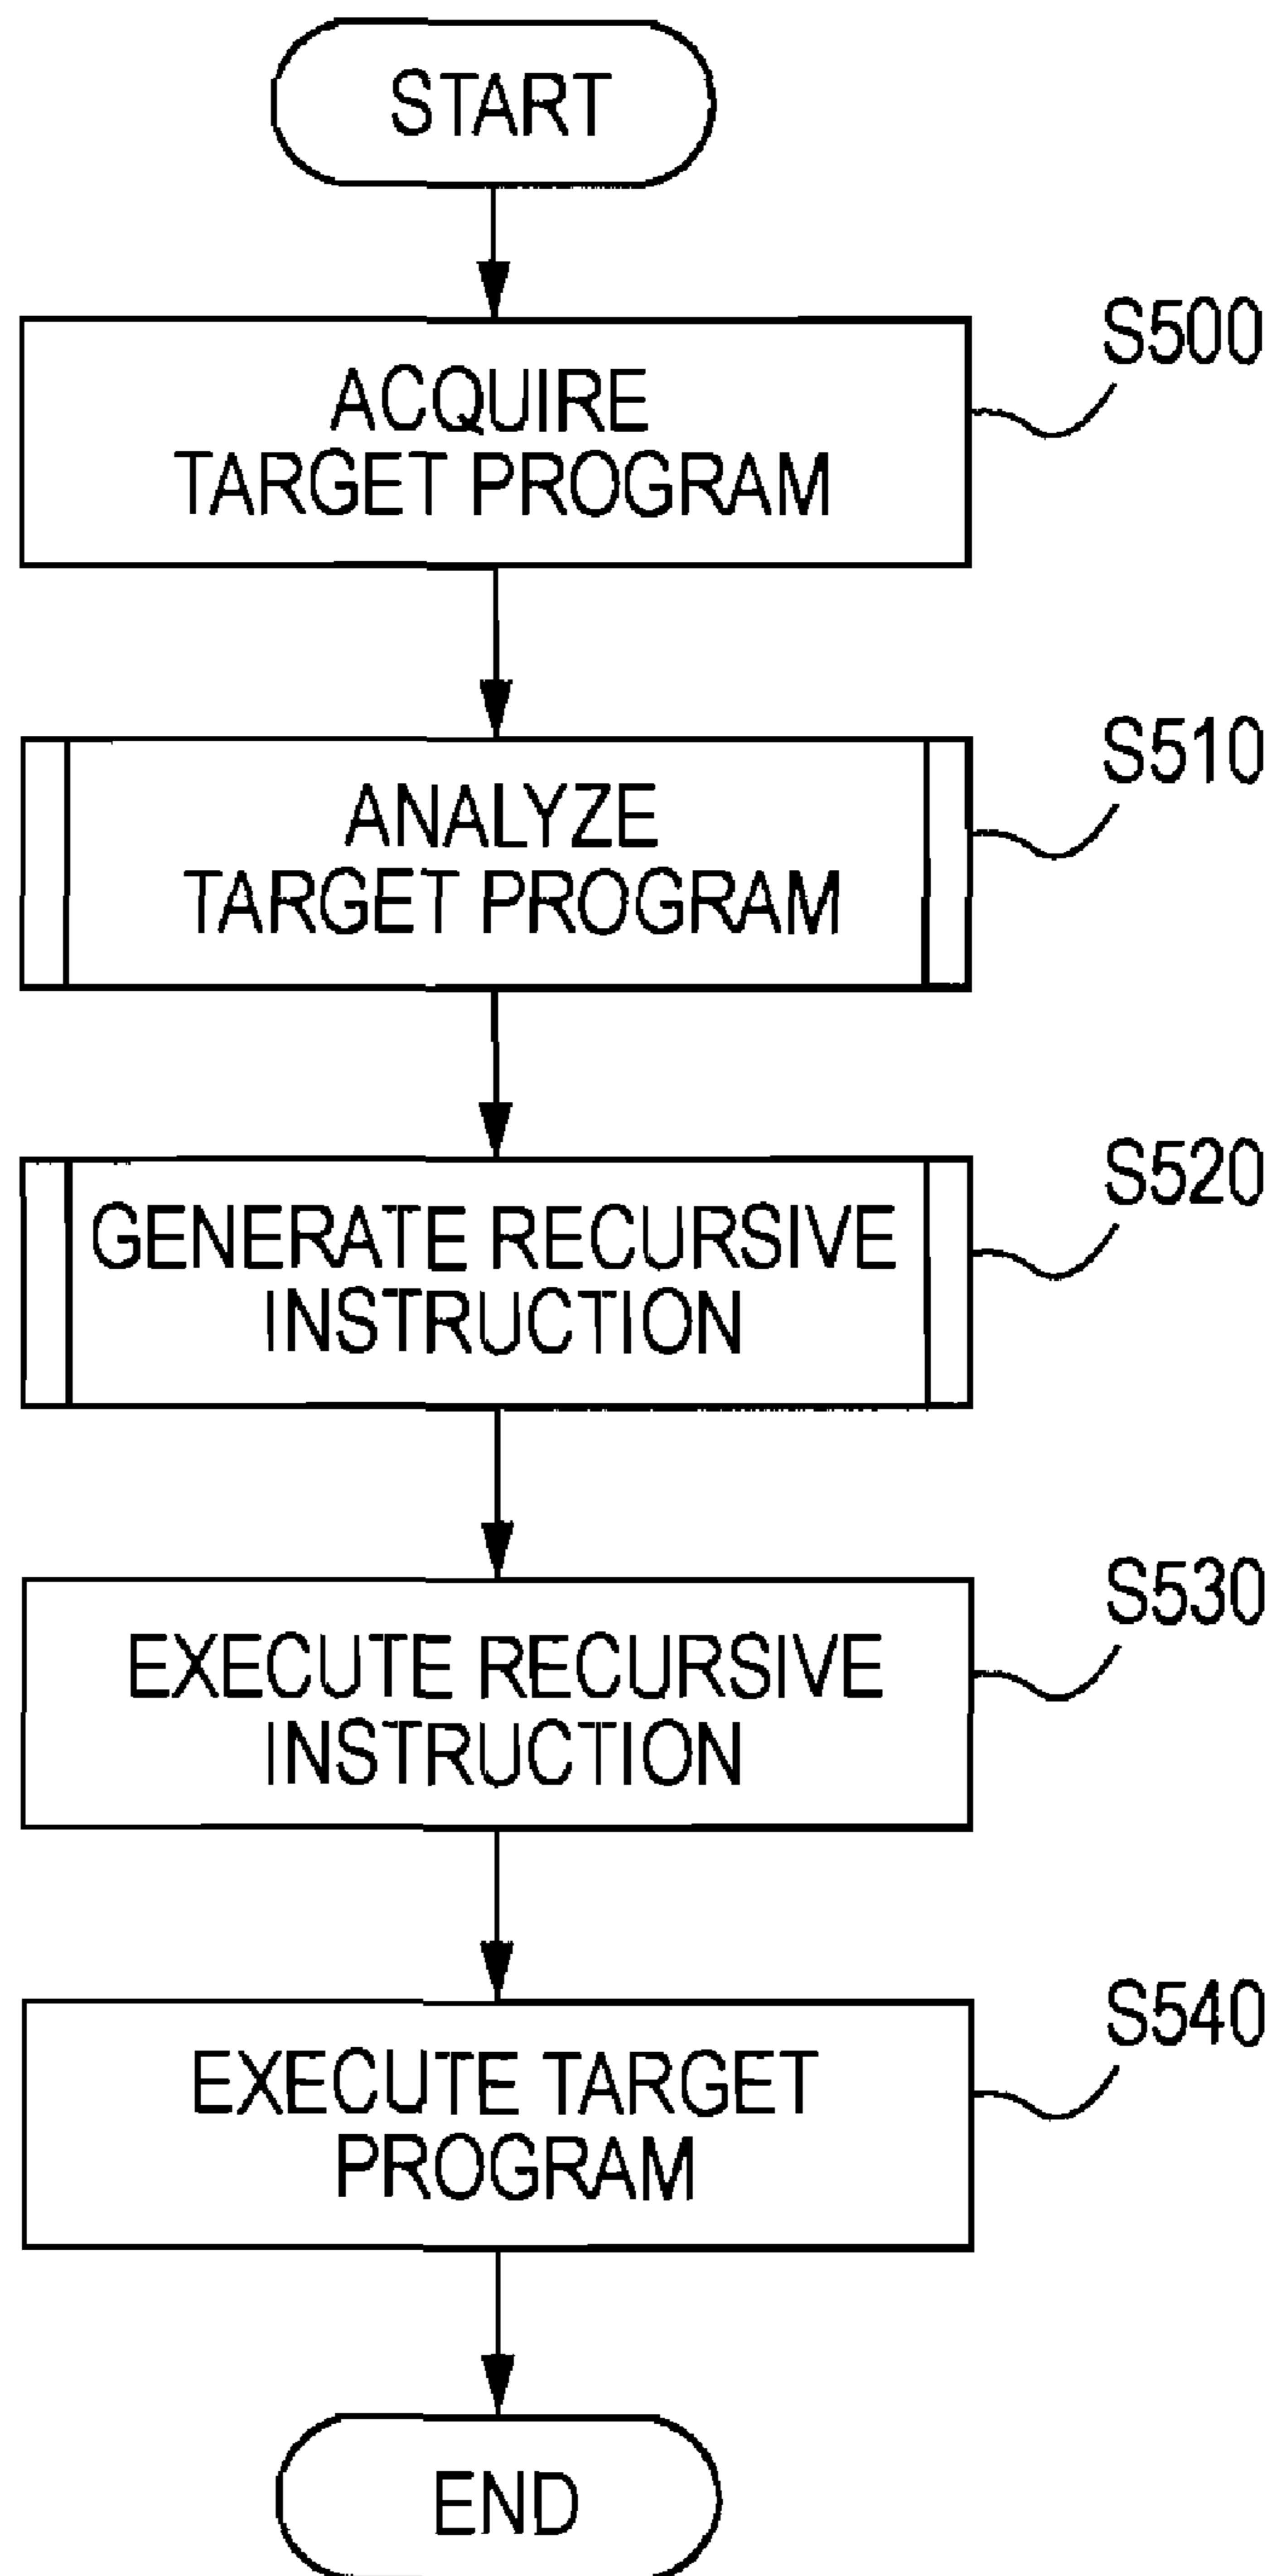 START
S500
ACQUIRE
TARGET PROGRAM
S510
ANALYZE
TARGET PROGRAM
S520
GENERATE RECURSIVE
INSTRUCTION
S530
EXECUTE RECURSIVE
INSTRUCTION
S540
EXECUTE TARGET
PROGRAM
END